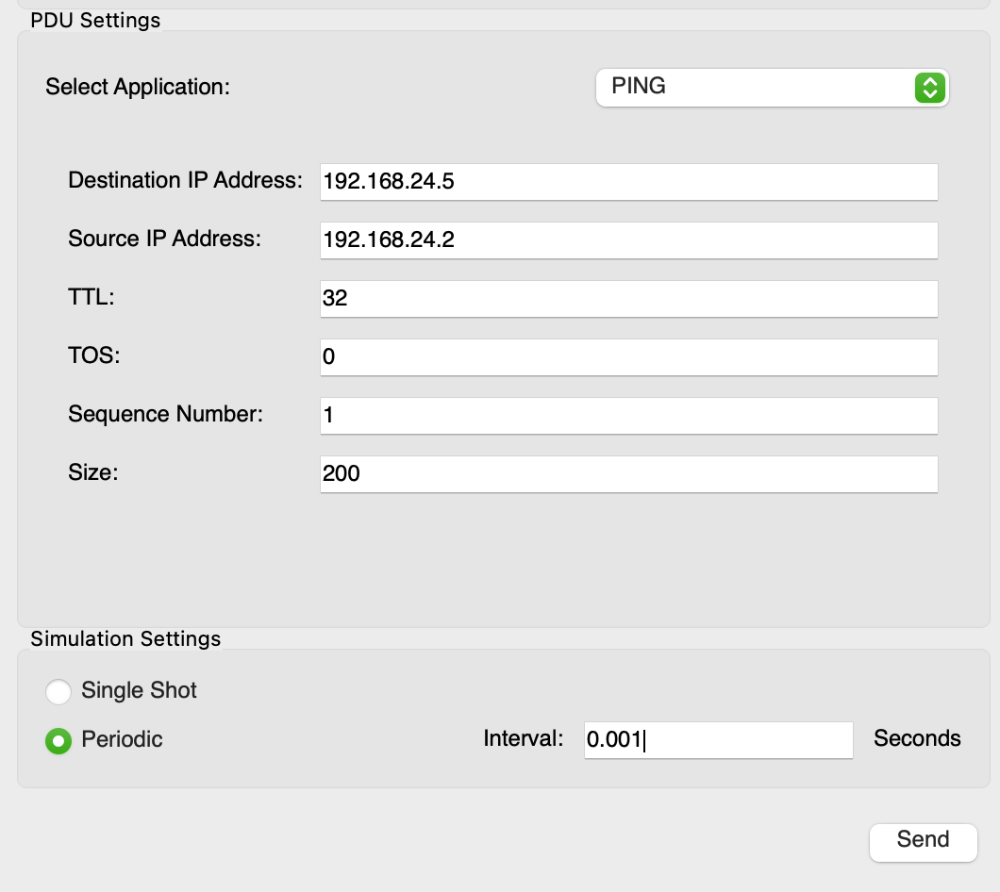 PDU Settings
Select Application: PING
Destination IP Address: 192.168.24.5
Source IP Address: 192.168.24.2
TTL: 32
TOS: 0
Sequence Number: 1
Size: 200
Simulation Settings
Single Shot
Periodic Interval: 0.001 Seconds
Send